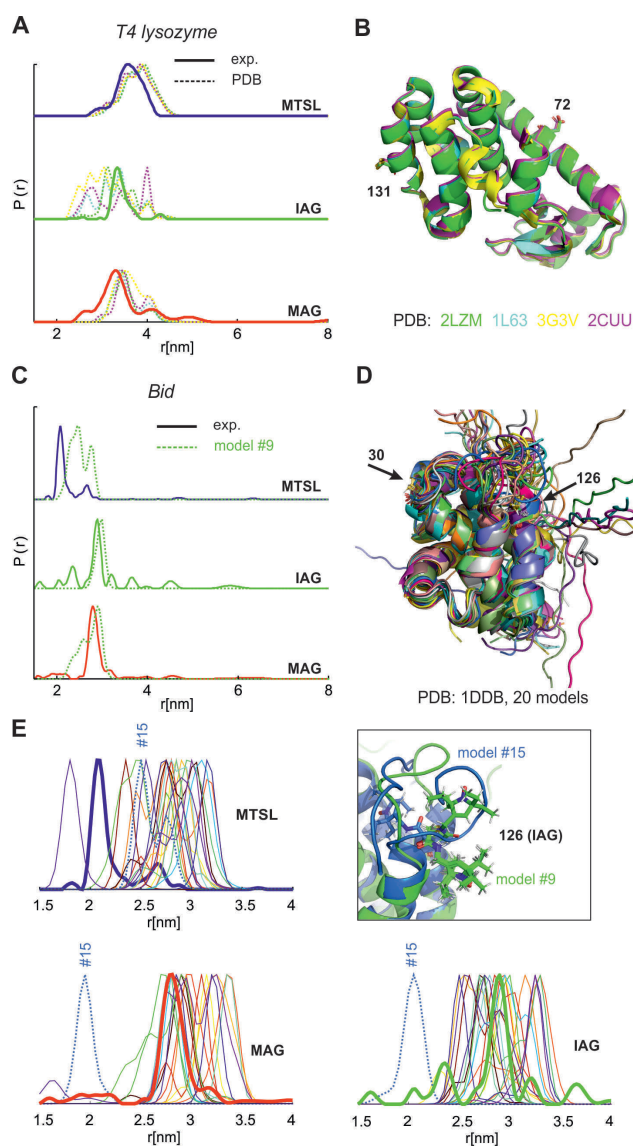 A
T4 lysozyme
exp.
PDB
MTSL
IAG
MAG
P (r)
2 4 6 8
r[nm]
B
72
131
PDB: 2LZM 1L63 3G3V 2CUU
C
Bid
exp.
model #9
MTSL
IAG
MAG
P (r)
2 4 6 8
r[nm]
D
30
126
PDB: 1DDB, 20 models
E
#15
MTSL
1.5 2 2.5 3 3.5 4
r[nm]
model #15
126 (IAG)
model #9
#15
MAG
1.5 2 2.5 3 3.5 4
r[nm]
#15
IAG
1.5 2 2.5 3 3.5 4
r[nm]